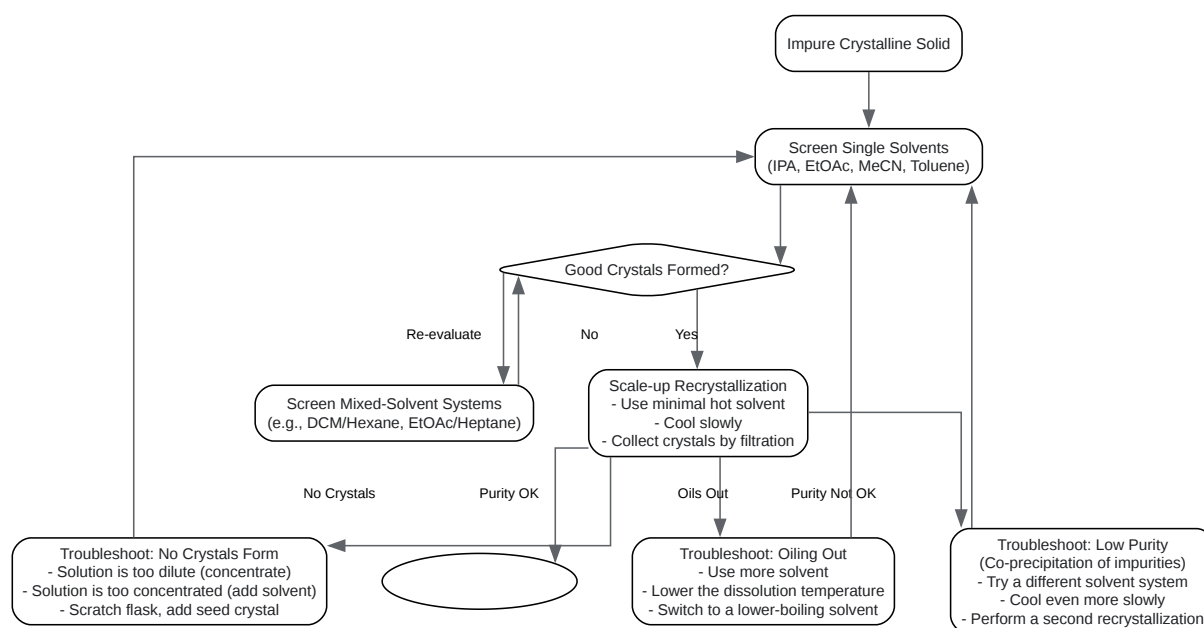 Impure Crystalline Solid
Screen Single Solvents
(IPA, EtOAc, MeCN, Toluene)
Good Crystals Formed?
Re-evaluate
No
Yes
Screen Mixed-Solvent Systems
(e.g., DCM/Hexane, EtOAc/Heptane)
Scale-up Recrystallization
- Use minimal hot solvent
- Cool slowly
- Collect crystals by filtration
No Crystals
Purity OK
Oils Out
Purity Not OK
Troubleshoot: No Crystals Form
- Solution is too dilute (concentrate)
- Solution is too concentrated (add solvent)
- Scratch flask, add seed crystal
Troubleshoot: Oiling Out
- Use more solvent
- Lower the dissolution temperature
- Switch to a lower-boiling solvent
Troubleshoot: Low Purity
(Co-precipitation of impurities)
- Try a different solvent system
- Cool even more slowly
- Perform a second recrystallization